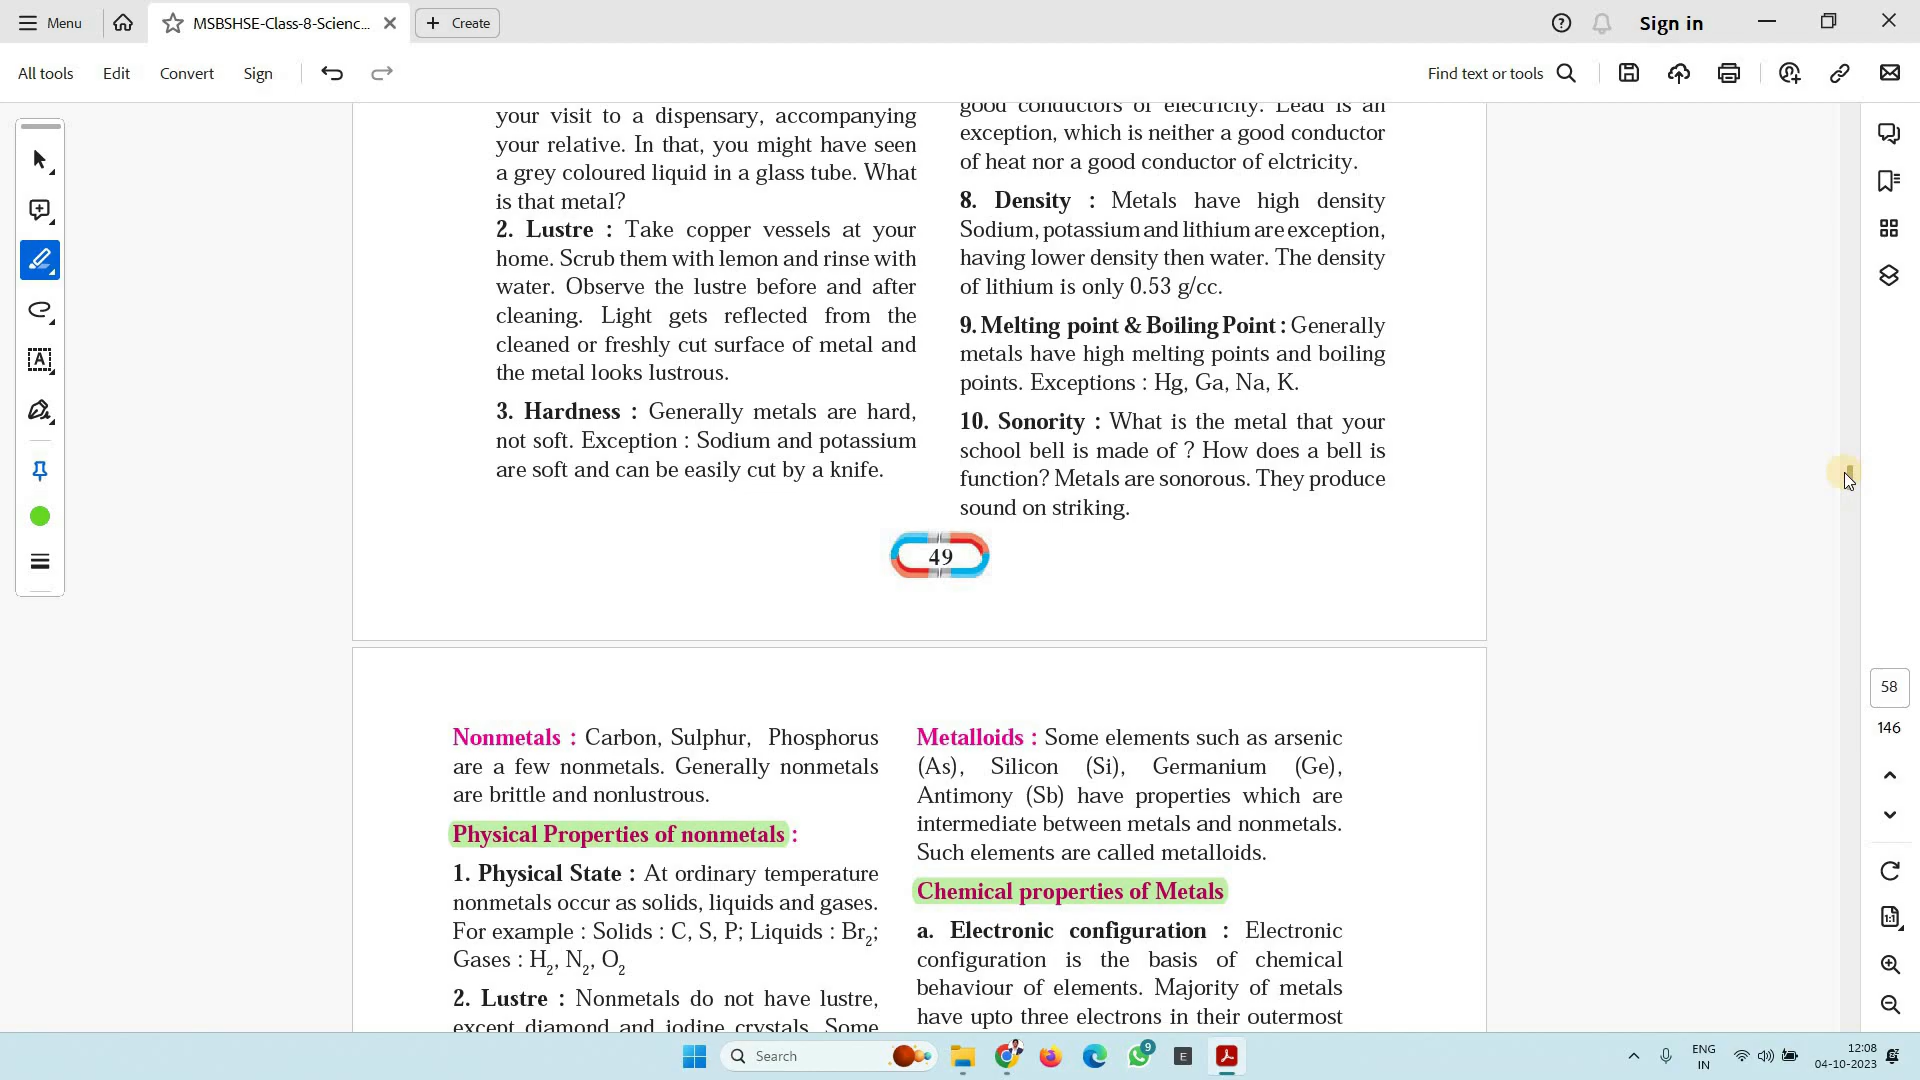 Menu
MSBSHSE-Class-8-Scienc...
Create
Sign in
All tools
Edit
Convert
Sign
Find text or tools
your visit to a dispensary, accompanying
your relative. In that, you might have seen
a grey coloured liquid in a glass tube. What
is that metal?
2. Lustre : Take copper vessels at your
home. Scrub them with lemon and rinse with
water. Observe the lustre before and after
cleaning. Light gets reflected from the
cleaned or freshly cut surface of metal and
the metal looks lustrous.
3. Hardness : Generally metals are hard,
not soft. Exception : Sodium and potassium
are soft and can be easily cut by a knife.
good conductors of electricity. Lead is an
exception, which is neither a good conductor
of heat nor a good conductor of elctricity.
8. Density : Metals have high density
Sodium, potassium and lithium are exception,
having lower density then water. The density
of lithium is only 0.53 g/cc.
9. Melting point & Boiling Point : Generally
metals have high melting points and boiling
points. Exceptions : Hg, Ga, Na, K.
10. Sonority : What is the metal that your
school bell is made of ? How does a bell is
function? Metals are sonorous. They produce
sound on striking.
49
Nonmetals : Carbon, Sulphur, Phosphorus
are a few nonmetals. Generally nonmetals
are brittle and nonlustrous.
Physical Properties of nonmetals :
1. Physical State : At ordinary temperature
nonmetals occur as solids, liquids and gases.
For example : Solids : C, S, P; Liquids : Br₂;
Gases : H₂, N₂, O₂
2. Lustre : Nonmetals do not have lustre,
except diamond and iodine crystals. Some
Metalloids : Some elements such as arsenic
(As), Silicon (Si), Germanium (Ge),
Antimony (Sb) have properties which are
intermediate between metals and nonmetals.
Such elements are called metalloids.
Chemical properties of Metals
a. Electronic configuration : Electronic
configuration is the basis of chemical
behaviour of elements. Majority of metals
have upto three electrons in their outermost
58
146
Search
9
E
ENG
IN
12:08
04-10-2023